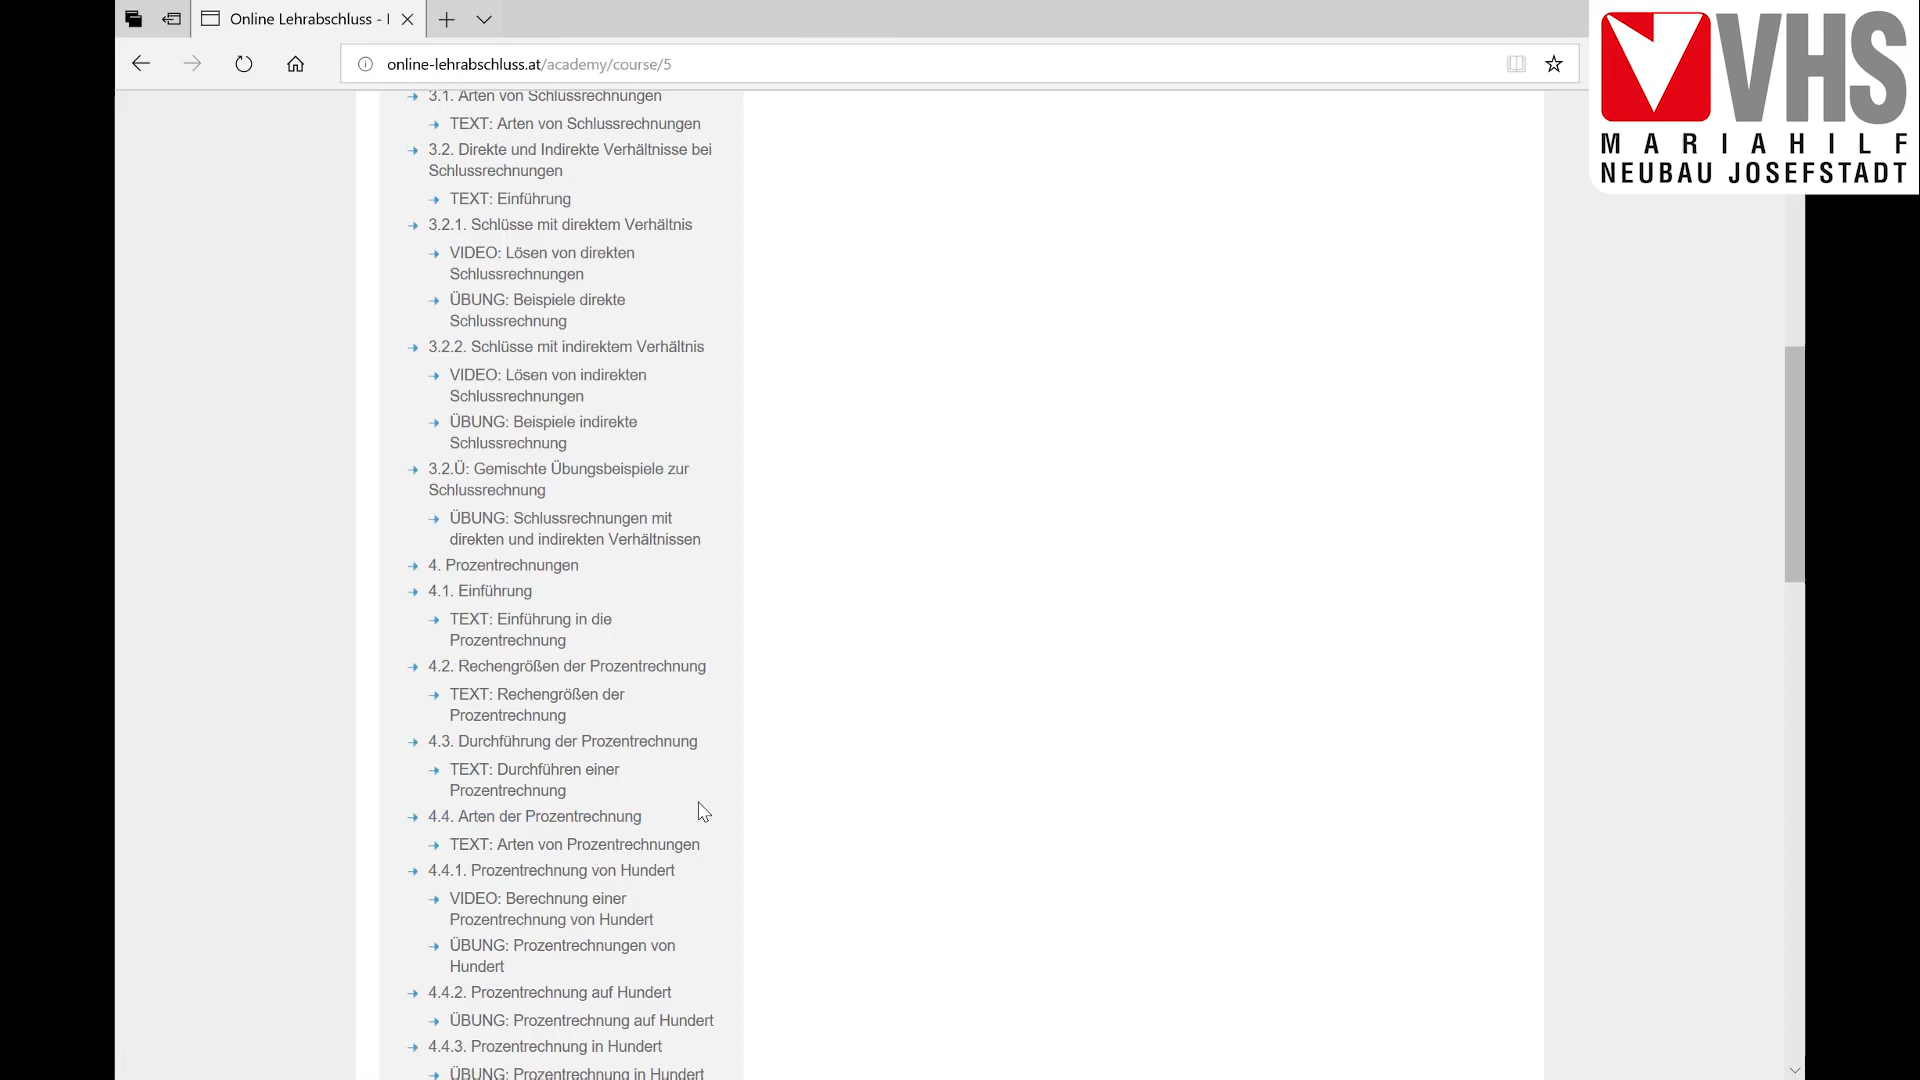 Online Lehrabschluss - I
online-lehrabschluss.at/academy/course/5
VHS
MARIAHILF
NEUBAU JOSEFSTADT
3.1. Arten von Schlussrechnungen
TEXT: Arten von Schlussrechnungen
3.2. Direkte und Indirekte Verhältnisse bei
Schlussrechnungen
TEXT: Einführung
3.2.1. Schlüsse mit direktem Verhältnis
VIDEO: Lösen von direkten
Schlussrechnungen
ÜBUNG: Beispiele direkte
Schlussrechnung
3.2.2. Schlüsse mit indirektem Verhältnis
VIDEO: Lösen von indirekten
Schlussrechnungen
ÜBUNG: Beispiele indirekte
Schlussrechnung
3.2.Ü: Gemischte Übungsbeispiele zur
Schlussrechnung
ÜBUNG: Schlussrechnungen mit
direkten und indirekten Verhältnissen
4. Prozentrechnungen
4.1. Einführung
TEXT: Einführung in die
Prozentrechnung
4.2. Rechengrößen der Prozentrechnung
TEXT: Rechengrößen der
Prozentrechnung
4.3. Durchführung der Prozentrechnung
TEXT: Durchführen einer
Prozentrechnung
4.4. Arten der Prozentrechnung
TEXT: Arten von Prozentrechnungen
4.4.1. Prozentrechnung von Hundert
VIDEO: Berechnung einer
Prozentrechnung von Hundert
ÜBUNG: Prozentrechnungen von
Hundert
4.4.2. Prozentrechnung auf Hundert
ÜBUNG: Prozentrechnung auf Hundert
4.4.3. Prozentrechnung in Hundert
ÜBUNG: Prozentrechnung in Hundert